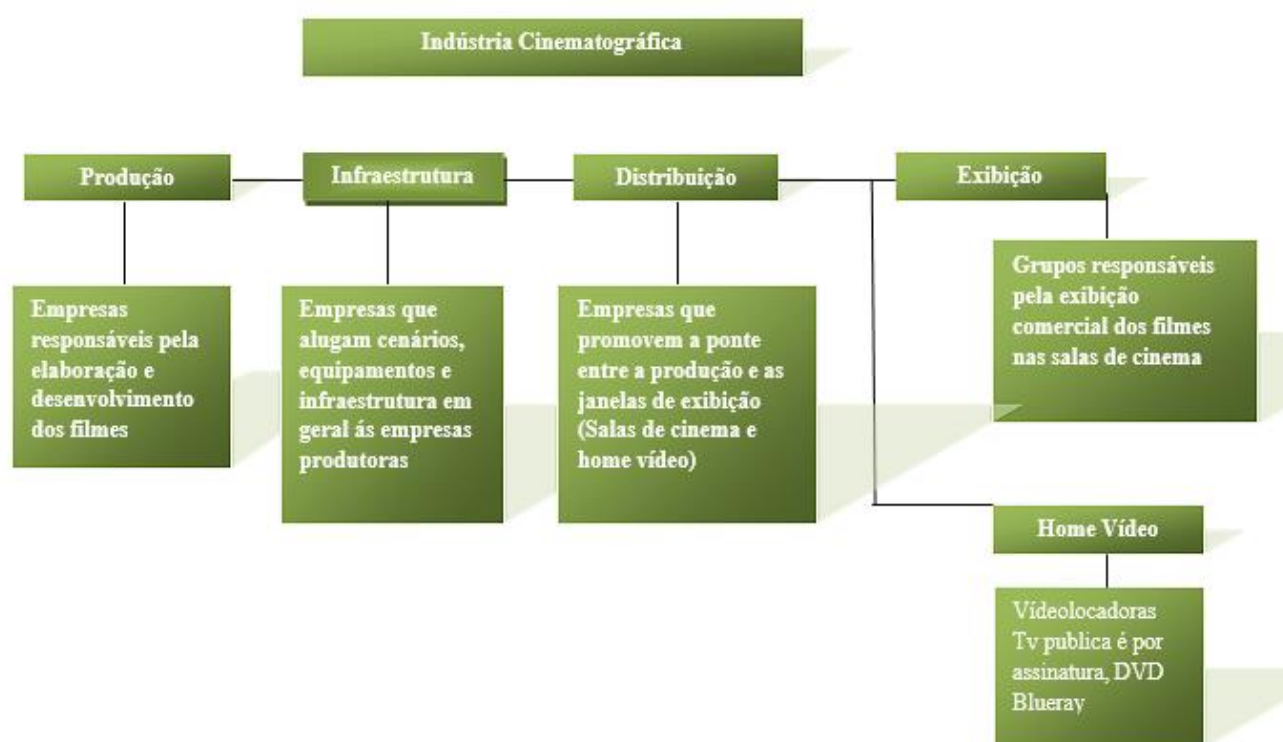 Indústria Cinematográfica
Produção
Infraestrutura
Distribuição
Exibição
Empresas
responsáveis pela
elaboração e
desenvolvimento
dos filmes
Empresas que
alugam cenários,
equipamentos e
infraestrutura em
geral ás empresas
produtoras
Empresas que
promovem a ponte
entre a produção e as
janelas de exibição
(Salas de cinema e
home vídeo)
Grupos responsáveis
pela exibição
comercial dos filmes
nas salas de cinema
Home Vídeo
Vídeolocadoras
Tv publica é por
assinatura, DVD
Blueray